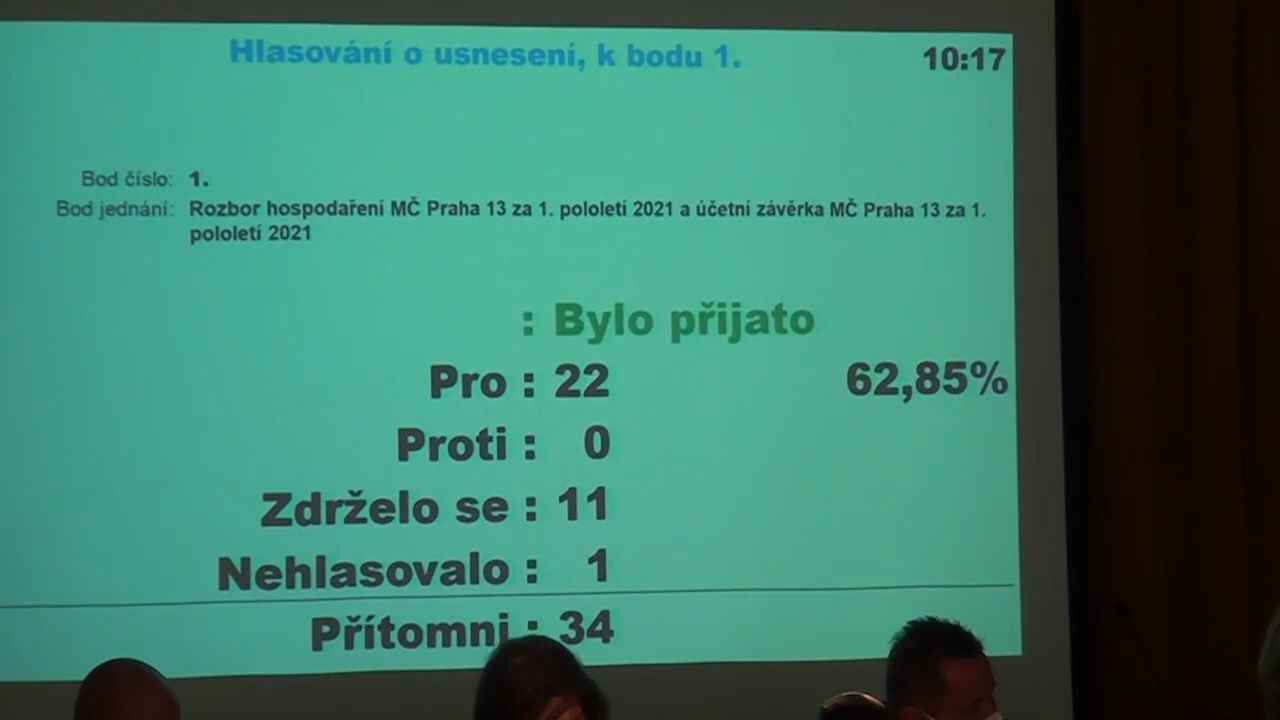 Hlasování o usnesení, k bodu 1.
10:17
Bod číslo: 1.
Bod jednání: Rozbor hospodaření MČ Praha 13 za 1. pololetí 2021 a účetní závěrka MČ Praha 13 za 1.
pololetí 2021
: Bylo přijato
Pro : 22 62,85%
Proti : 0
Zdrželo se : 11
Nehlasovalo : 1
Přítomni : 34